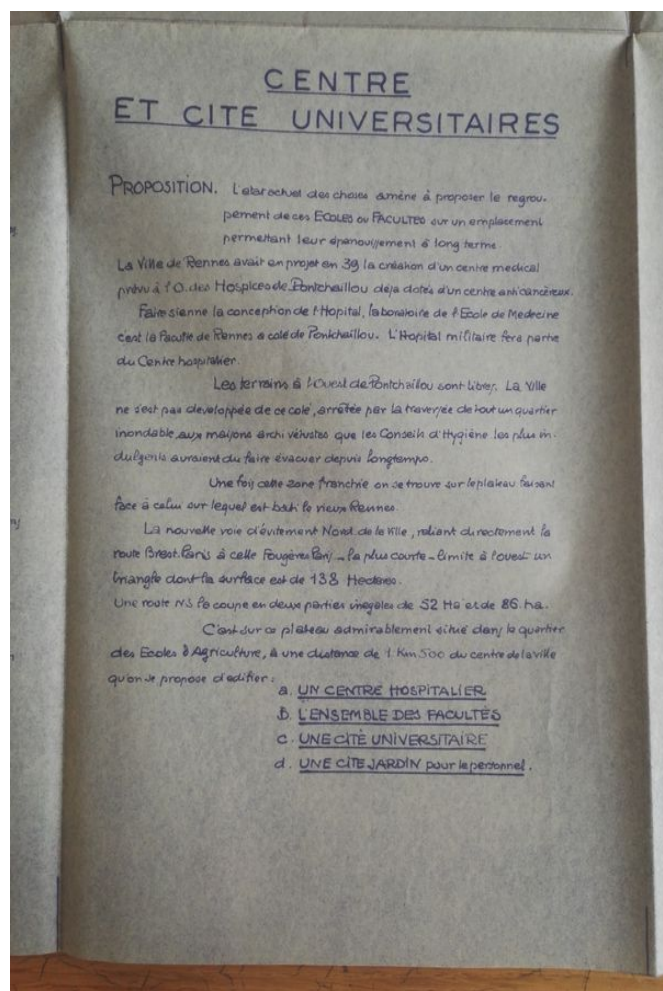 CENTRE
ET CITE UNIVERSITAIRES
PROPOSITION. L'etat actuel des choses amène à proposer le regrou-
pement de ces ECOLES ou FACULTES sur un emplacement
permettant leur épanouissement à long terme.
La Ville de Rennes avait en projet en 39 la création d'un centre medical
prévu à l'O. des Hospices de Pontchaillou déja dotés d'un centre anticancéreux.
Faire sienne la conception de l'Hopital, laboratoire de l'Ecole de Medecine
c'est la Faculté de Rennes a coté de Pontchaillou. L'Hopital militaire fera partie
du Centre hospitalier.
Les terrains à l'Ouest de Pontchaillou sont libres. La Ville
ne s'est pas developpée de ce coté, arrêtée par la traversée de tout un quartier
inondable aux maisons archi vétustes que les Conseils d'Hygiène les plus in-
dulgents auraient du faire évacuer depuis longtemps.
Une fois cette zone franchie on se trouve sur le plateau faisant
face à celui sur lequel est bati le vieux Rennes.
La nouvelle voie d'évitement Nord de la Ville, reliant directement la
route Brest. Paris à celle Fougères Paris - la plus courte - limite à l'ouest un
triangle dont la surface est de 138 Hectares.
Une route NS la coupe en deux parties inégales de 52 Ha et de 86. ha.
C'est sur ce plateau admirablement situé dans le quartier
des Ecoles d'Agriculture, à une distance de 1. Km 500 du centre de la ville
qu'on se propose d'edifier :
a. UN CENTRE HOSPITALIER
b. L'ENSEMBLE DES FACULTÉS
c. UNE CITÉ UNIVERSITAIRE
d. UNE CITE JARDIN pour le personnel.